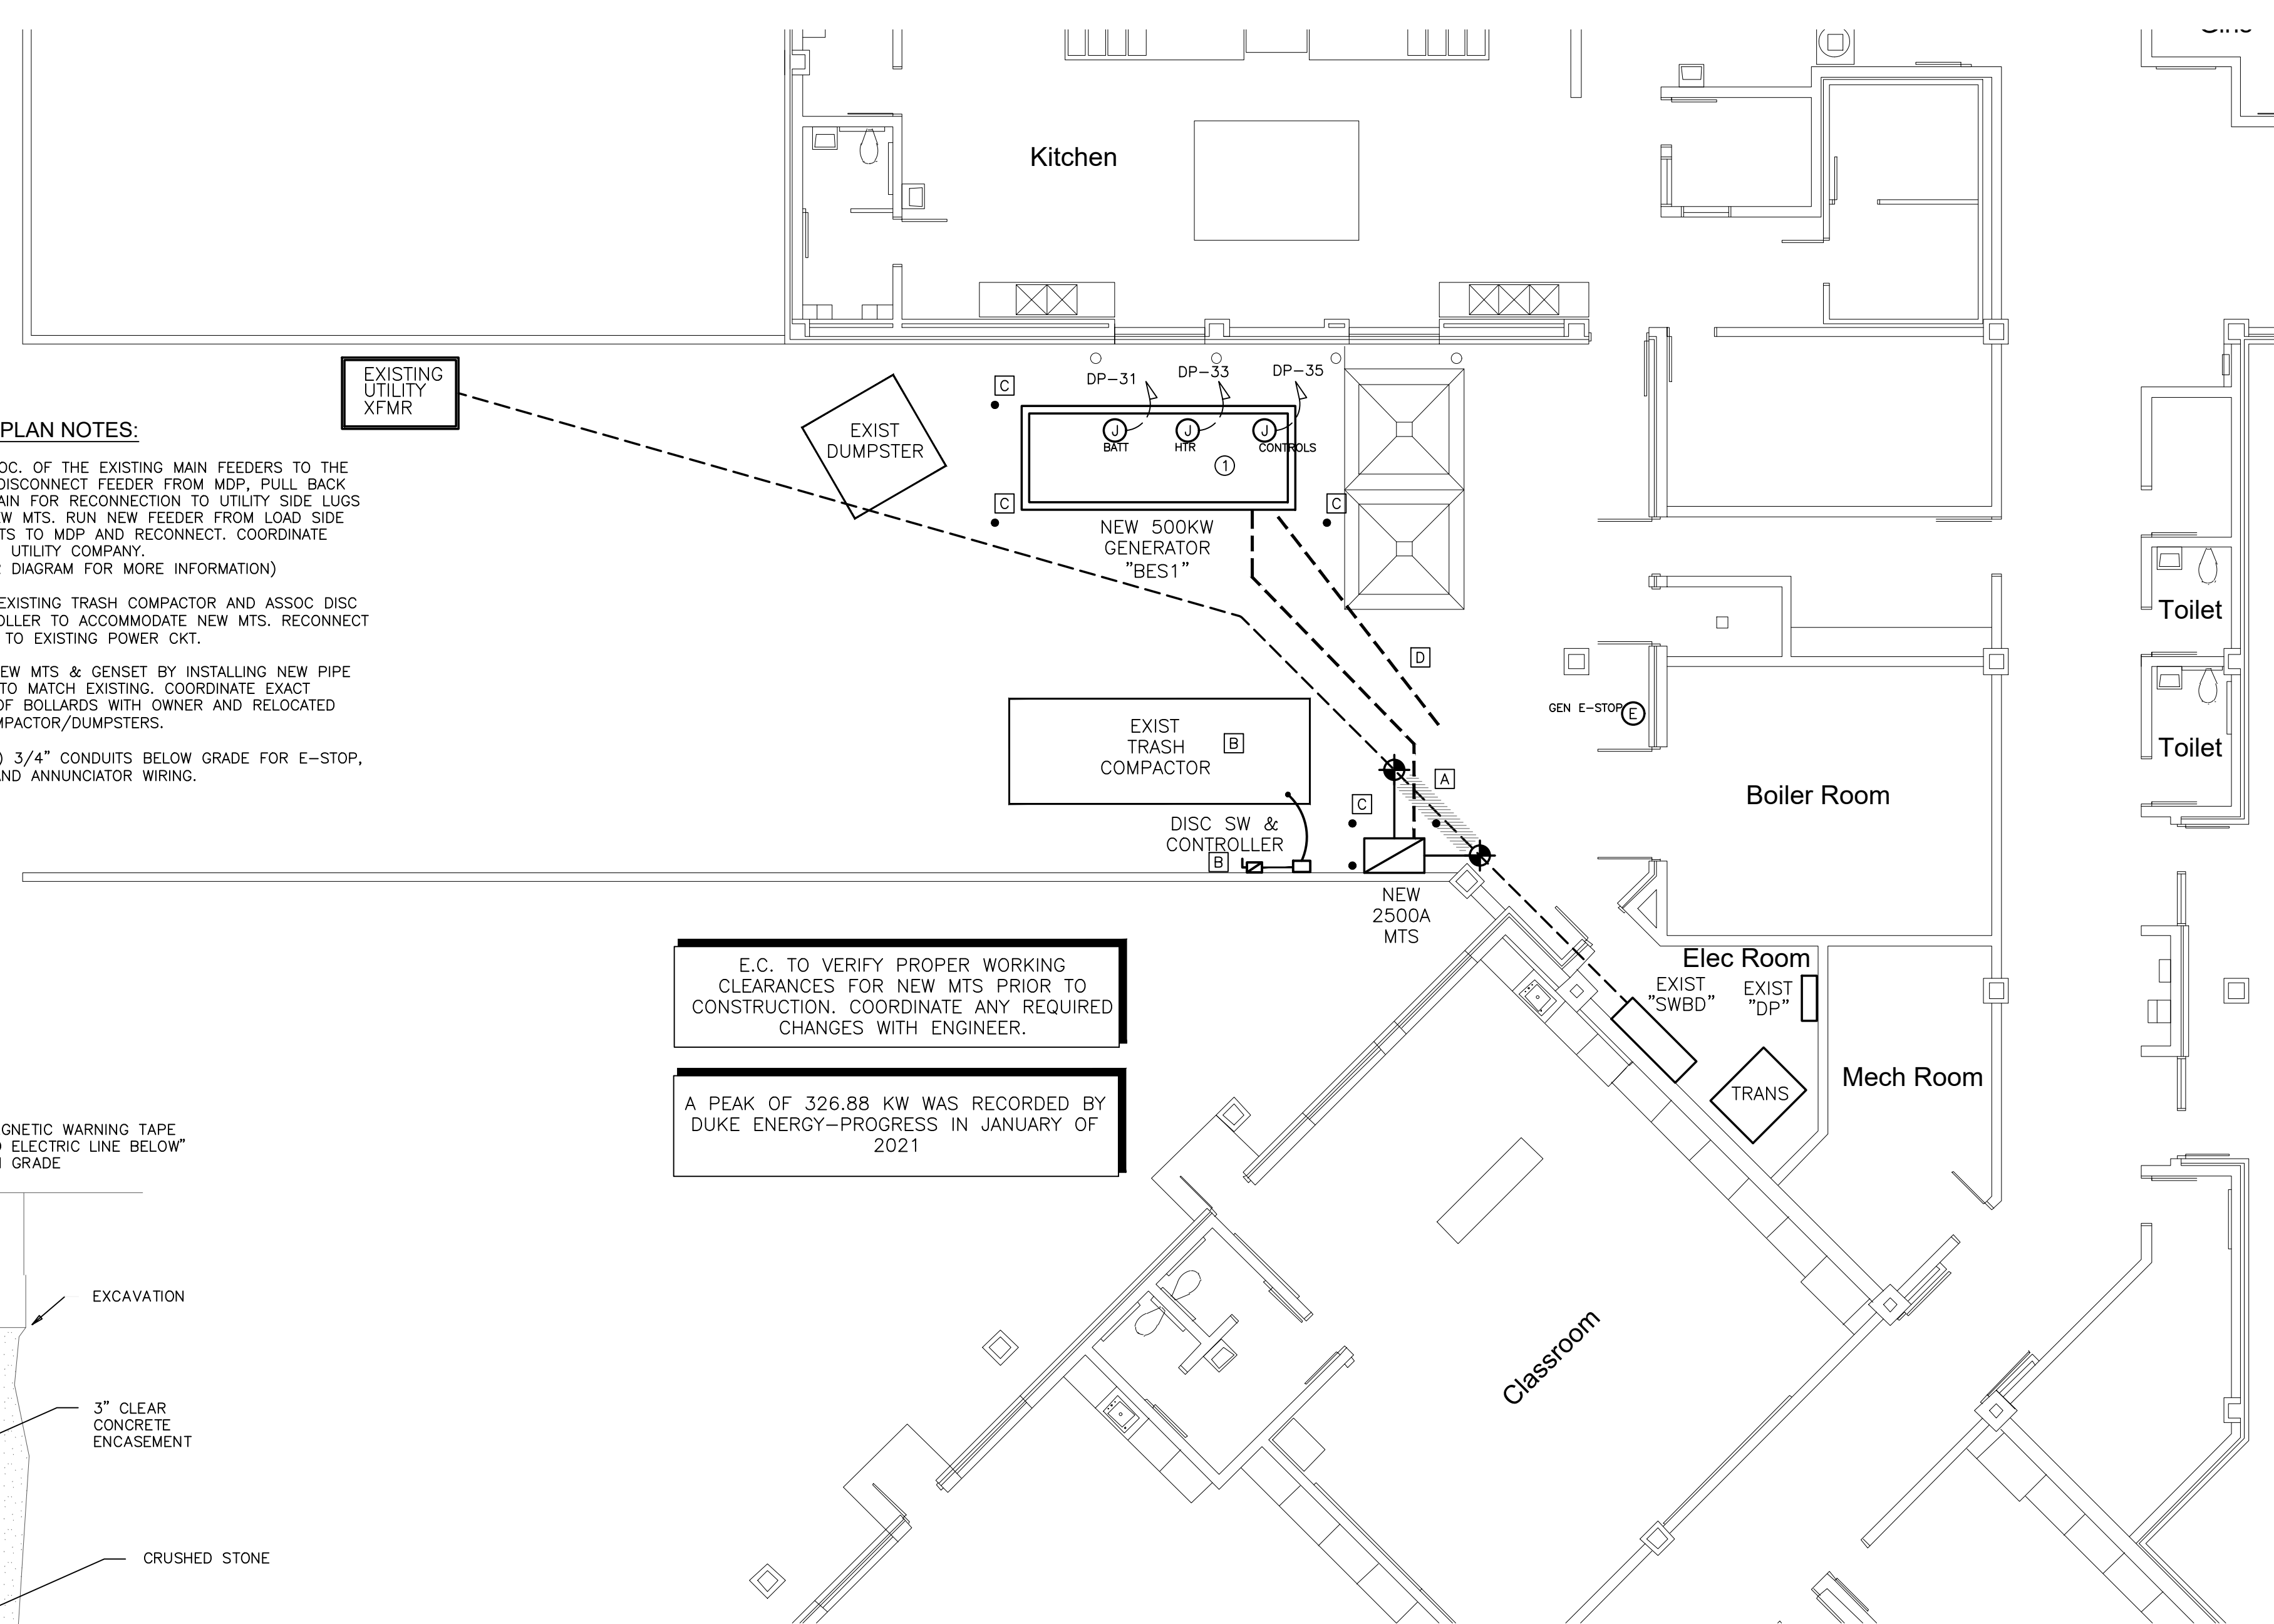 Kitchen
EXISTING
UTILITY
XFMR
PLAN NOTES:
OC. OF THE EXISTING MAIN FEEDERS TO THE
DISCONNECT FEEDER FROM MDP, PULL BACK
AIN FOR RECONNECTION TO UTILITY SIDE LUGS
EW MTS. RUN NEW FEEDER FROM LOAD SIDE
TS TO MDP AND RECONNECT. COORDINATE
UTILITY COMPANY.
DIAGRAM FOR MORE INFORMATION)
EXISTING TRASH COMPACTOR AND ASSOC DISC
OLLER TO ACCOMMODATE NEW MTS. RECONNECT
TO EXISTING POWER CKT.
EW MTS & GENSET BY INSTALLING NEW PIPE
TO MATCH EXISTING. COORDINATE EXACT
OF BOLLARDS WITH OWNER AND RELOCATED
MPACTOR/DUMPSTERS.
) 3/4" CONDUITS BELOW GRADE FOR E-STOP,
AND ANNUNCIATOR WIRING.
EXIST
DUMPSTER
C
C
C
DP-31
DP-33
DP-35
J
J
J
BATT
HTR
CONTROLS
1
NEW 500KW
GENERATOR
"BES1"
D
EXIST
TRASH
COMPACTOR
B
A
C
DISC SW &
CONTROLLER
B
NEW
2500A
MTS
GEN E-STOP
E
Toilet
Toilet
Boiler Room
Elec Room
EXIST
"SWBD"
EXIST
"DP"
TRANS
Mech Room
Classroom
E.C. TO VERIFY PROPER WORKING
CLEARANCES FOR NEW MTS PRIOR TO
CONSTRUCTION. COORDINATE ANY REQUIRED
CHANGES WITH ENGINEER.
A PEAK OF 326.88 KW WAS RECORDED BY
DUKE ENERGY-PROGRESS IN JANUARY OF
2021
GNETIC WARNING TAPE
ELECTRIC LINE BELOW"
GRADE
EXCAVATION
3" CLEAR
CONCRETE
ENCASEMENT
CRUSHED STONE